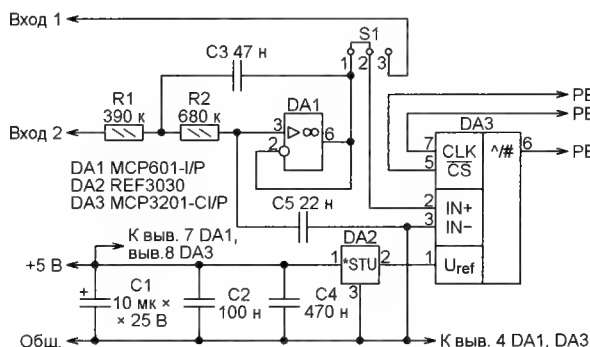 Вход 1
S1
1 2 3
C3 47 н
R1
390 к
R2
680 к
DA1
Вход 2
3
▷ ∞
6
2
DA1 MCP601-I/P
DA2 REF3030
DA3 MCP3201-CI/P
C5 22 н
DA3
7 CLK
5 CS
^/#
6
2 IN+
3 IN−
1 Uref
PB
PB
PB
К выв. 7 DA1,
выв.8 DA3
DA2
1 *STU 2
3
+5 В
+
C1
10 мк ×
× 25 В
C2
100 н
C4
470 н
Общ.
К выв. 4 DA1, DA3